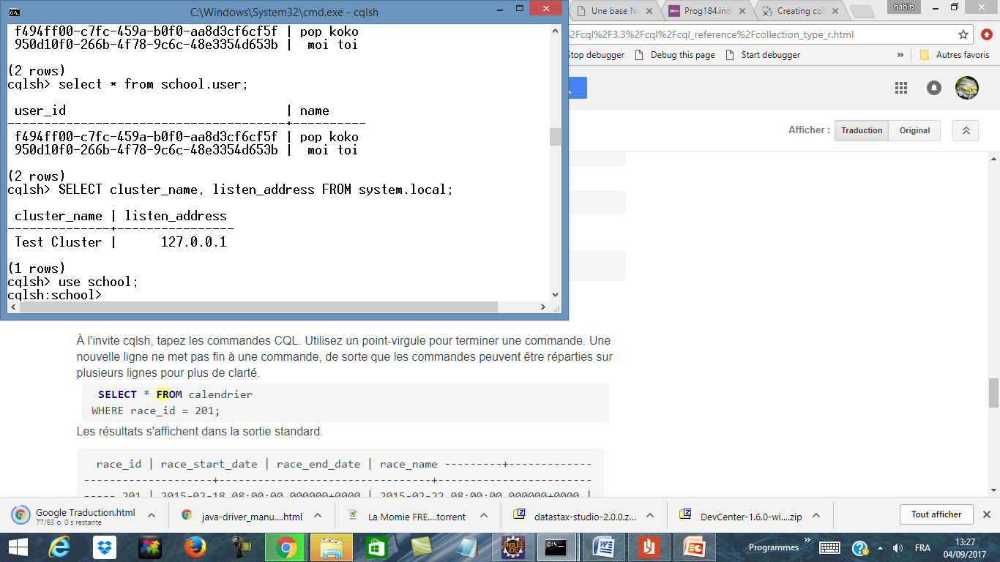 C:\Windows\System32\cmd.exe - cqlsh
f494ff00-c7fc-459a-b0f0-aa8d3cf6cf5f | pop koko
950d10f0-266b-4f78-9c6c-48e3354d653b | moi toi
(2 rows)
cqlsh> select * from school.user;
user_id | name
---------------------------------------+----------
f494ff00-c7fc-459a-b0f0-aa8d3cf6cf5f | pop koko
950d10f0-266b-4f78-9c6c-48e3354d653b | moi toi
(2 rows)
cqlsh> SELECT cluster_name, listen_address FROM system.local;
cluster_name | listen_address
--------------+----------------
Test Cluster | 127.0.0.1
(1 rows)
cqlsh> use school;
cqlsh:school>
Une base No
Prog184.ind
Creating coll
habib
%2Fcql%2F3.3%2Fcql%2Fcql_reference%2Fcollection_type_r.html
Stop debugger
Debug this page
Start debugger
»
Autres favoris
Afficher :
Traduction
Original
À l'invite cqlsh, tapez les commandes CQL. Utilisez un point-virgule pour terminer une commande. Une
nouvelle ligne ne met pas fin à une commande, de sorte que les commandes peuvent être réparties sur
plusieurs lignes pour plus de clarté.
SELECT * FROM calendrier
WHERE race_id = 201;
Les résultats s'affichent dans la sortie standard.
race_id | race_start_date | race_end_date | race_name ---------+-------------
--------------------+---------------------------------+------------------------
----- 201 | 2015-02-18 08:00:00.000000+0000 | 2015-02-22 08:00:00.000000+0000 |
Google Traduction.html
77/83 o, 0 s restante
java-driver_manu....html
La Momie FRE....torrent
datastax-studio-2.0.0.z...
DevCenter-1.6.0-wi....zip
Tout afficher
Java EE
IDE
Programmes
»
FRA
13:27
04/09/2017